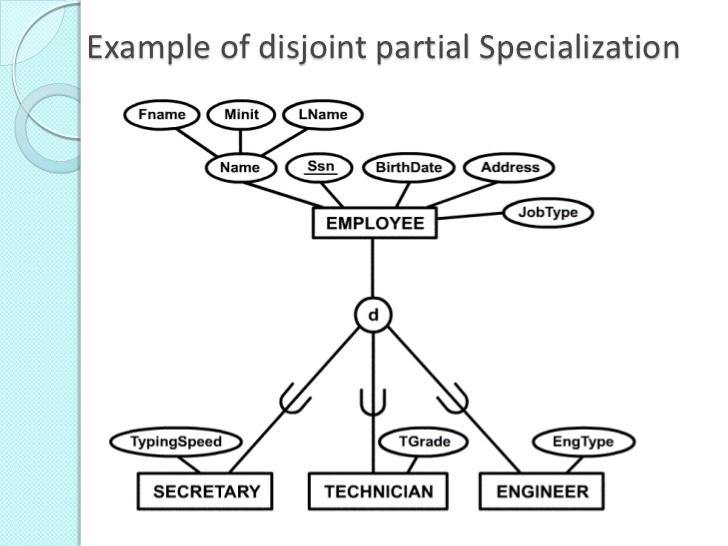 Example of disjoint partial Specialization
Fname Minit LName
Name Ssn BirthDate Address
JobType
EMPLOYEE
d
TypingSpeed TGrade EngType
SECRETARY TECHNICIAN ENGINEER